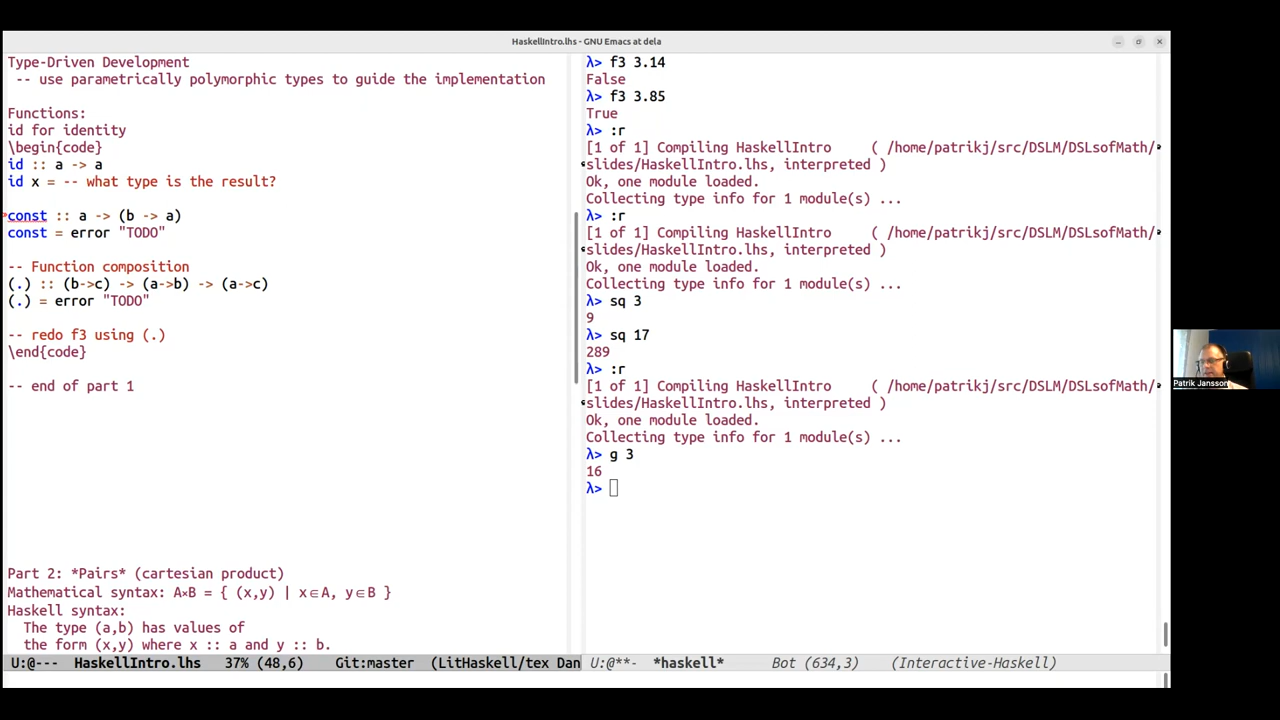 HaskellIntro.lhs - GNU Emacs at dela
Type-Driven Development
-- use parametrically polymorphic types to guide the implementation
Functions:
id for identity
\begin{code}
id :: a -> a
id x = -- what type is the result?
const :: a -> (b -> a)
const = error "TODO"
-- Function composition
(.) :: (b->c) -> (a->b) -> (a->c)
(.) = error "TODO"
-- redo f3 using (.)
\end{code}
-- end of part 1
Part 2: *Pairs* (cartesian product)
Mathematical syntax: A×B = { (x,y) | x∈A, y∈B }
Haskell syntax:
The type (a,b) has values of
the form (x,y) where x :: a and y :: b.
U:@--- HaskellIntro.lhs 37% (48,6) Git:master (LitHaskell/tex Dan
λ> f3 3.14
False
λ> f3 3.85
True
λ> :r
[1 of 1] Compiling HaskellIntro ( /home/patrikj/src/DSLM/DSLsofMath/
slides/HaskellIntro.lhs, interpreted )
Ok, one module loaded.
Collecting type info for 1 module(s) ...
λ> :r
[1 of 1] Compiling HaskellIntro ( /home/patrikj/src/DSLM/DSLsofMath/
slides/HaskellIntro.lhs, interpreted )
Ok, one module loaded.
Collecting type info for 1 module(s) ...
λ> sq 3
9
λ> sq 17
289
λ> :r
[1 of 1] Compiling HaskellIntro ( /home/patrikj/src/DSLM/DSLsofMath/
slides/HaskellIntro.lhs, interpreted )
Ok, one module loaded.
Collecting type info for 1 module(s) ...
λ> g 3
16
λ>
U:@**- *haskell* Bot (634,3) (Interactive-Haskell)
Patrik Jansson